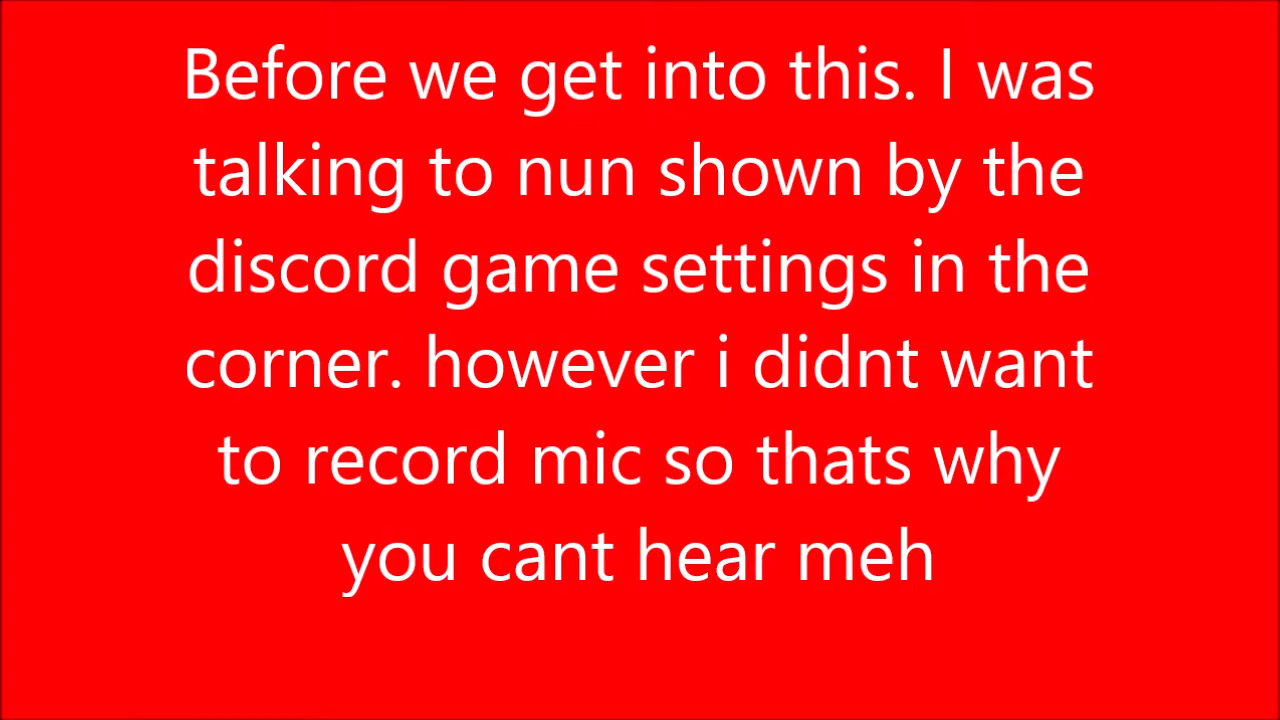 Before we get into this. I was
talking to nun shown by the
discord game settings in the
corner. however i didnt want
to record mic so thats why
you cant hear meh